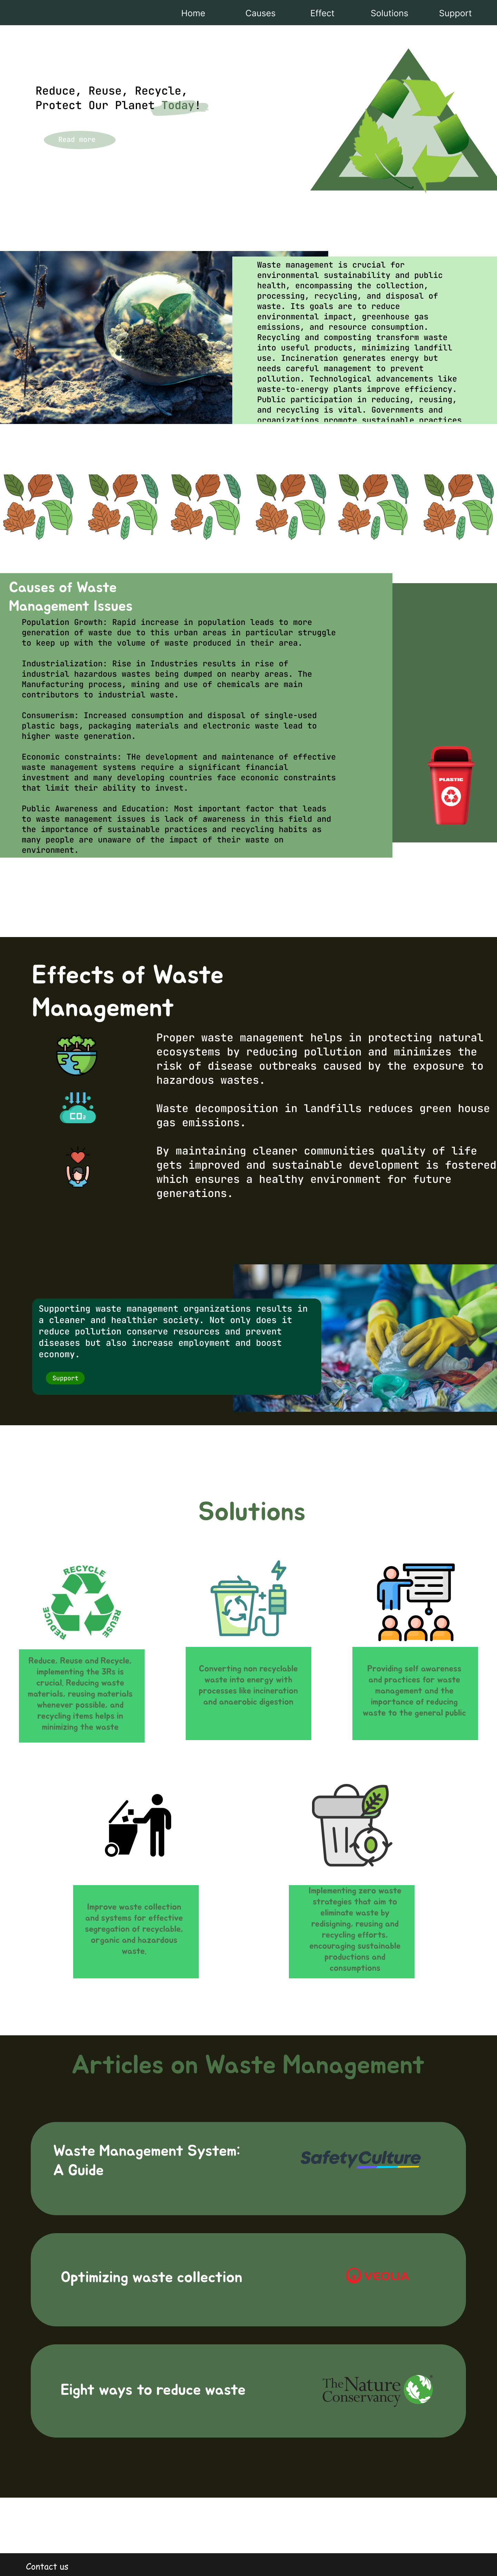 Home Causes Effect Solutions Support
Reduce, Reuse, Recycle,
Protect Our Planet Today!
Read more
Waste management is crucial for
environmental sustainability and public
health, encompassing the collection,
processing, recycling, and disposal of
waste. Its goals are to reduce
environmental impact, greenhouse gas
emissions, and resource consumption.
Recycling and composting transform waste
into useful products, minimizing landfill
use. Incineration generates energy but
needs careful management to prevent
pollution. Technological advancements like
waste-to-energy plants improve efficiency.
Public participation in reducing, reusing,
and recycling is vital. Governments and
organizations promote sustainable practices
Causes of Waste
Management Issues
Population Growth: Rapid increase in population leads to more
generation of waste due to this urban areas in particular struggle
to keep up with the volume of waste produced in their area.
Industrialization: Rise in Industries results in rise of
industrial hazardous wastes being dumped on nearby areas. The
Manufacturing process, mining and use of chemicals are main
contributors to industrial waste.
Consumerism: Increased consumption and disposal of single-used
plastic bags, packaging materials and electronic waste lead to
higher waste generation.
Economic constraints: THe development and maintenance of effective
waste management systems require a significant financial
investment and many developing countries face economic constraints
that limit their ability to invest.
Public Awareness and Education: Most important factor that leads
to waste management issues is lack of awareness in this field and
the importance of sustainable practices and recycling habits as
many people are unaware of the impact of their waste on
environment.
PLASTIC
Effects of Waste
Management
Proper waste management helps in protecting natural
ecosystems by reducing pollution and minimizes the
risk of disease outbreaks caused by the exposure to
hazardous wastes.
CO2
Waste decomposition in landfills reduces green house
gas emissions.
By maintaining cleaner communities quality of life
gets improved and sustainable development is fostered
which ensures a healthy environment for future
generations.
Supporting waste management organizations results in
a cleaner and healthier society. Not only does it
reduce pollution conserve resources and prevent
diseases but also increase employment and boost
economy.
Support
Solutions
RECYCLE
REDUCE
REUSE
Reduce, Reuse and Recycle,
implementing the 3Rs is
crucial. Reducing waste
materials, reusing materials
whenever possible, and
recycling items helps in
minimizing the waste
Converting non recyclable
waste into energy with
processes like incineration
and anaerobic digestion
Providing self awareness
and practices for waste
management and the
importance of reducing
waste to the general public
Improve waste collection
and systems for effective
segregation of recyclable,
organic and hazardous
waste.
Implementing zero waste
strategies that aim to
eliminate waste by
redisigning, reusing and
recycling efforts,
encouraging sustainable
productions and
consumptions
Articles on Waste Management
Waste Management System:
A Guide
SafetyCulture
Optimizing waste collection
VEOLIA
Eight ways to reduce waste
The Nature
Conservancy
Contact us